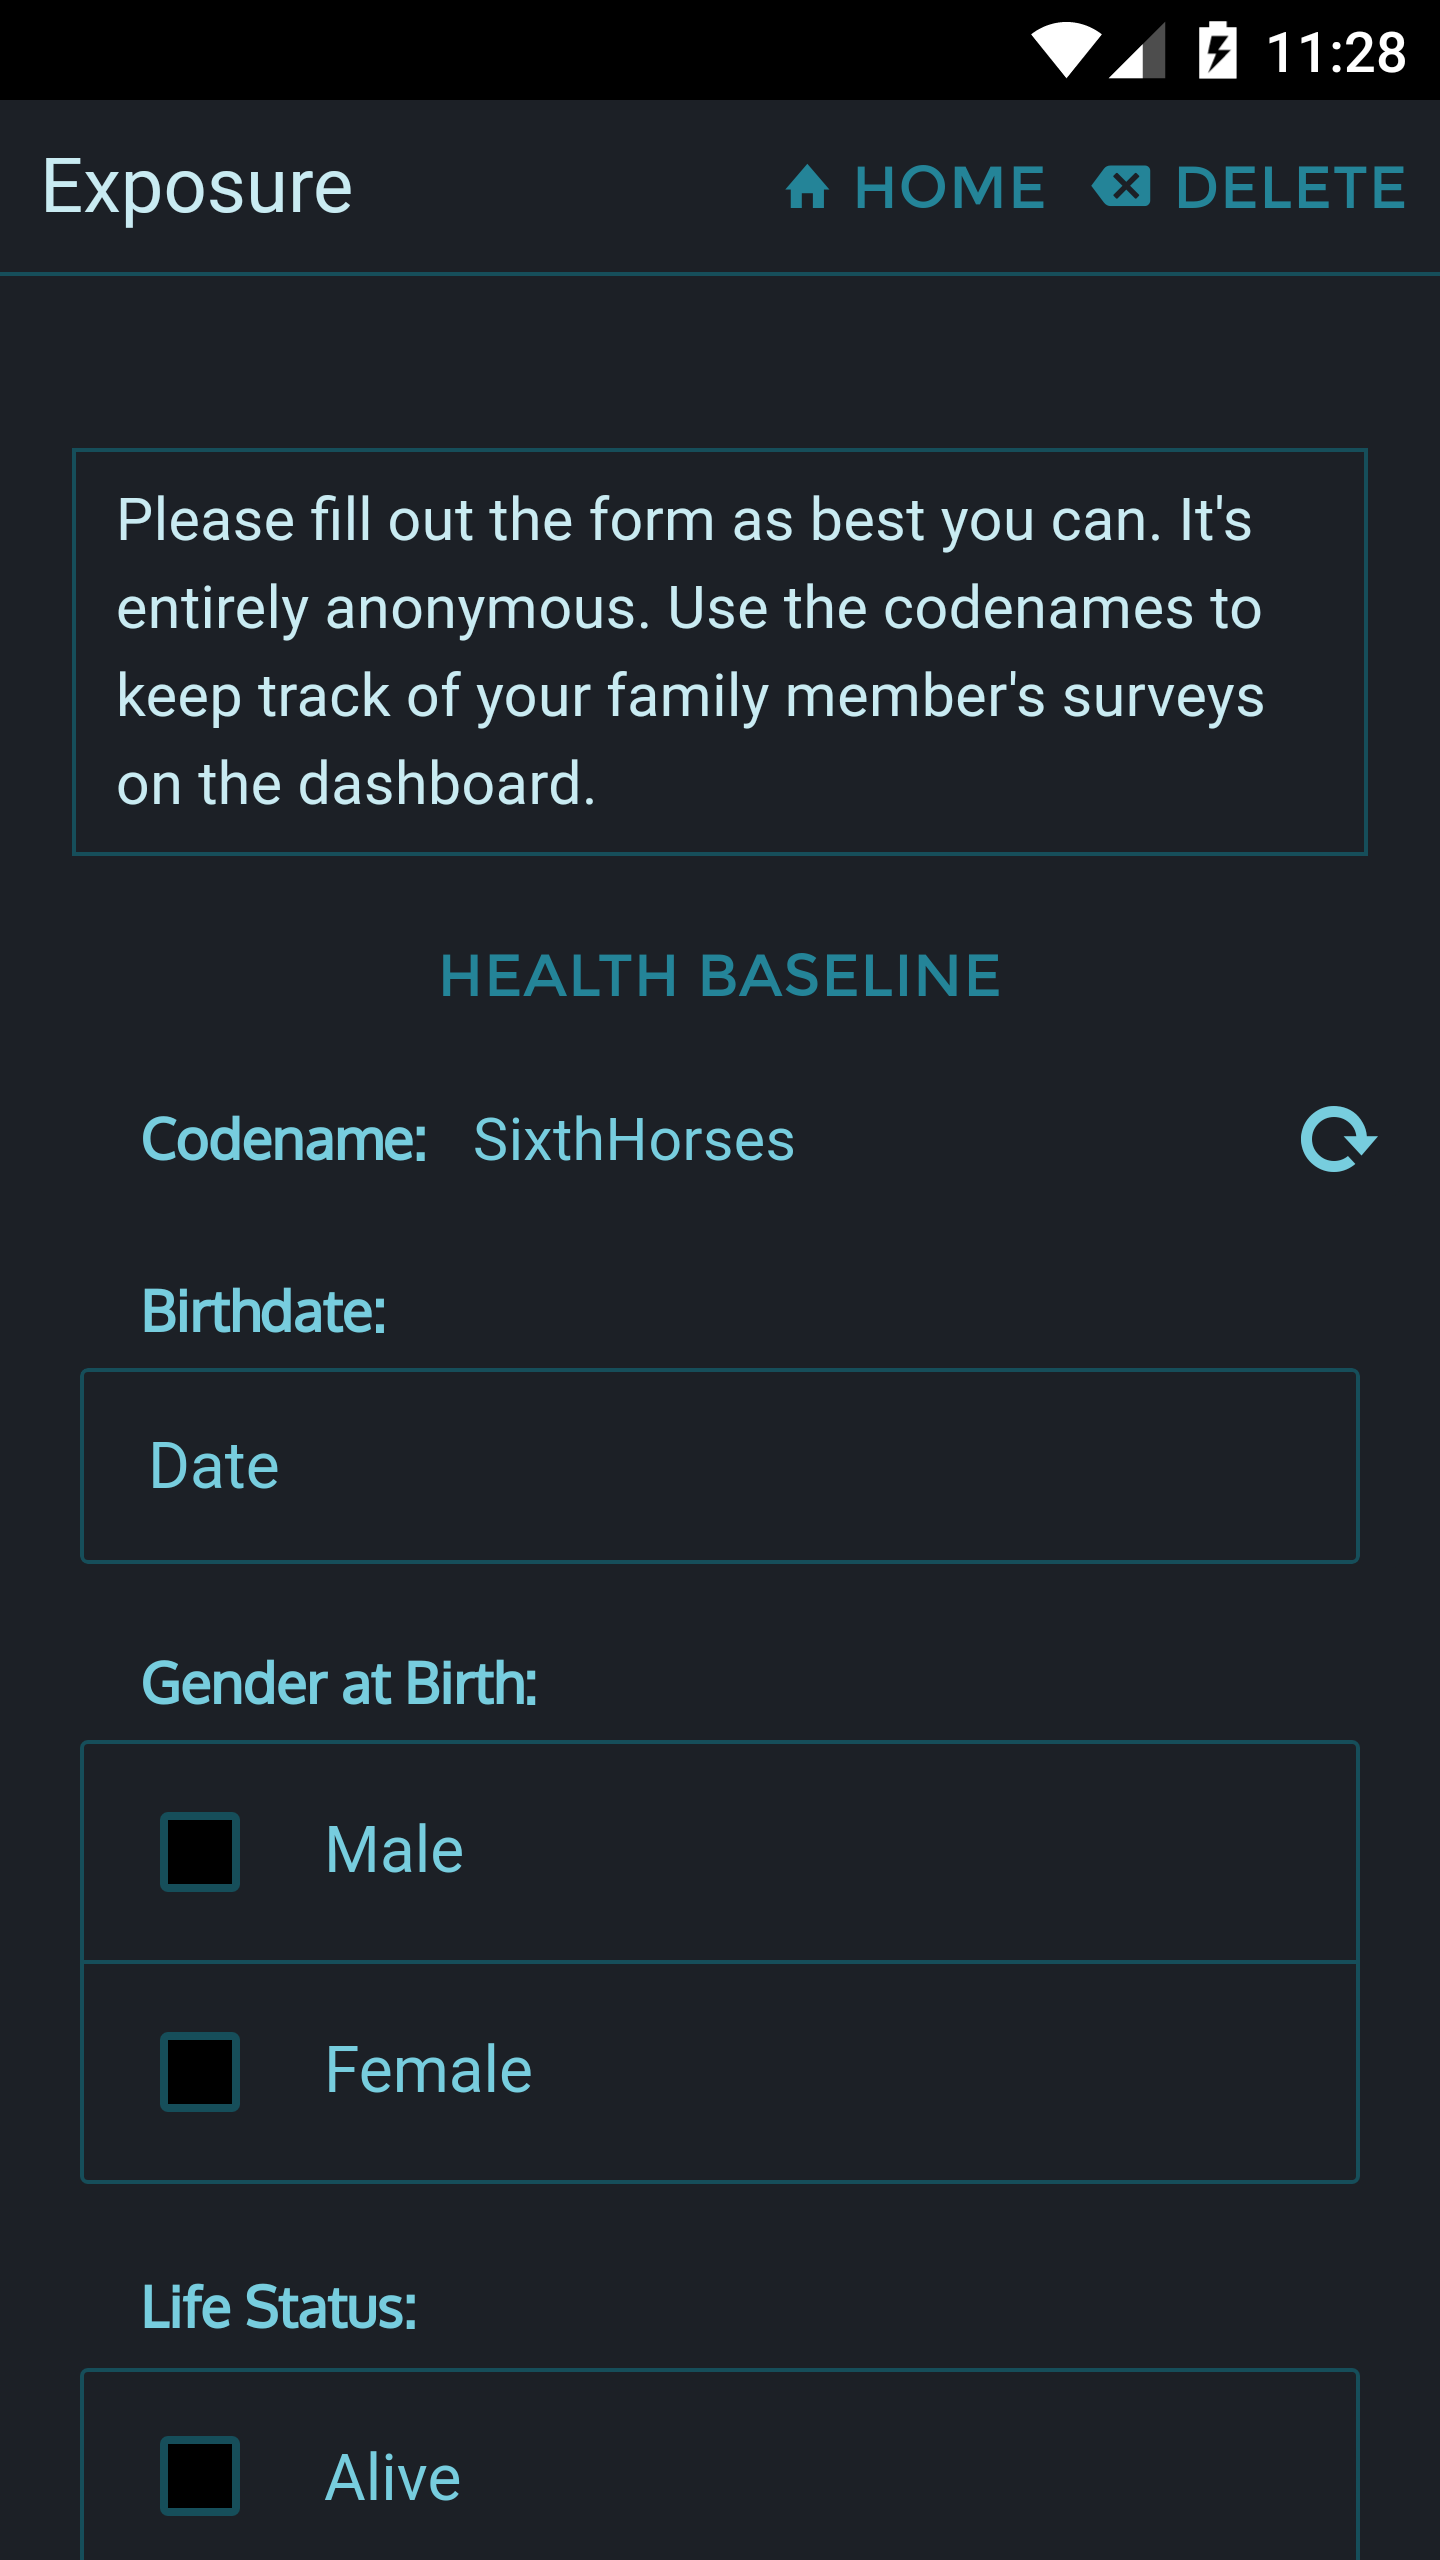 11:28
Exposure
HOME
DELETE
Please fill out the form as best you can. It's
entirely anonymous. Use the codenames to
keep track of your family member's surveys
on the dashboard.
HEALTH BASELINE
Codename: SixthHorses
Birthdate:
Date
Gender at Birth:
Male
Female
Life Status:
Alive